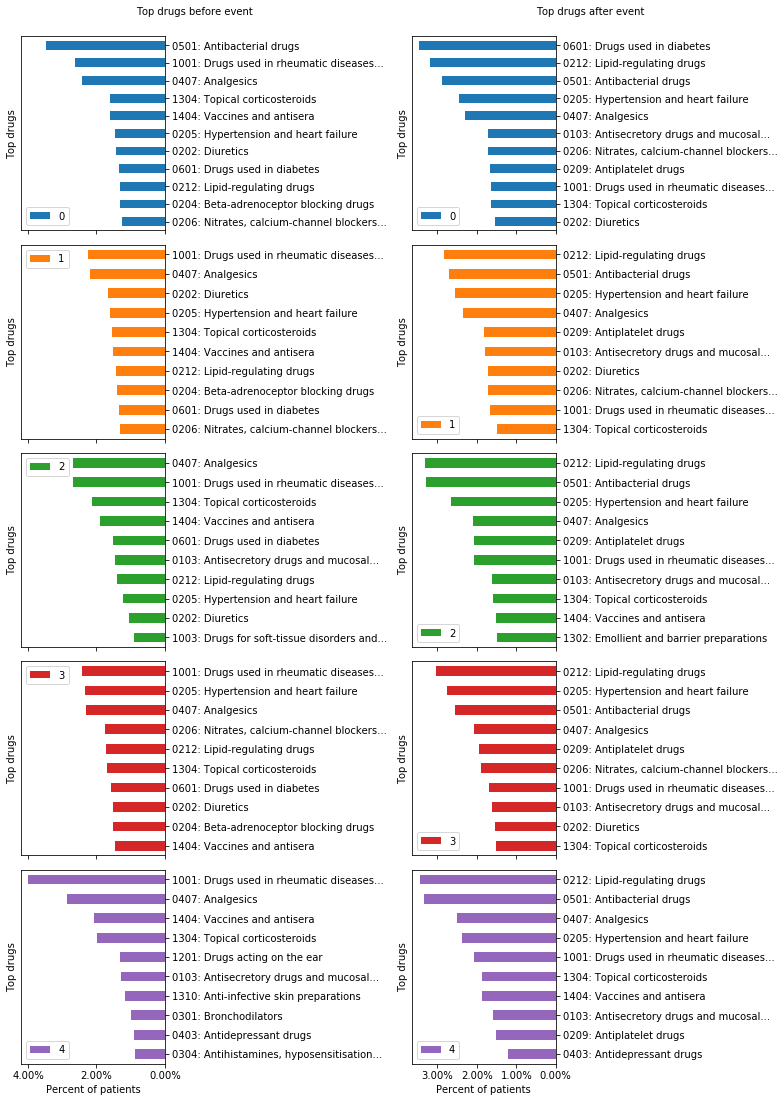 Top drugs before event
Top drugs
0501: Antibacterial drugs
1001: Drugs used in rheumatic diseases...
0407: Analgesics
1304: Topical corticosteroids
1404: Vaccines and antisera
0205: Hypertension and heart failure
0202: Diuretics
0601: Drugs used in diabetes
0212: Lipid-regulating drugs
0204: Beta-adrenoceptor blocking drugs
0206: Nitrates, calcium-channel blockers...
0
Top drugs after event
Top drugs
0601: Drugs used in diabetes
0212: Lipid-regulating drugs
0501: Antibacterial drugs
0205: Hypertension and heart failure
0407: Analgesics
0103: Antisecretory drugs and mucosal...
0206: Nitrates, calcium-channel blockers...
0209: Antiplatelet drugs
1001: Drugs used in rheumatic diseases...
1304: Topical corticosteroids
0202: Diuretics
0
Top drugs
1001: Drugs used in rheumatic diseases...
0407: Analgesics
0202: Diuretics
0205: Hypertension and heart failure
1304: Topical corticosteroids
1404: Vaccines and antisera
0212: Lipid-regulating drugs
0204: Beta-adrenoceptor blocking drugs
0601: Drugs used in diabetes
0206: Nitrates, calcium-channel blockers...
1
Top drugs
0212: Lipid-regulating drugs
0501: Antibacterial drugs
0205: Hypertension and heart failure
0407: Analgesics
0209: Antiplatelet drugs
0103: Antisecretory drugs and mucosal...
0202: Diuretics
0206: Nitrates, calcium-channel blockers...
1001: Drugs used in rheumatic diseases...
1304: Topical corticosteroids
1
Top drugs
0407: Analgesics
1001: Drugs used in rheumatic diseases...
1304: Topical corticosteroids
1404: Vaccines and antisera
0601: Drugs used in diabetes
0103: Antisecretory drugs and mucosal...
0212: Lipid-regulating drugs
0205: Hypertension and heart failure
0202: Diuretics
1003: Drugs for soft-tissue disorders and...
2
Top drugs
0212: Lipid-regulating drugs
0501: Antibacterial drugs
0205: Hypertension and heart failure
0407: Analgesics
0209: Antiplatelet drugs
1001: Drugs used in rheumatic diseases...
0103: Antisecretory drugs and mucosal...
1304: Topical corticosteroids
1404: Vaccines and antisera
1302: Emollient and barrier preparations
2
Top drugs
1001: Drugs used in rheumatic diseases...
0205: Hypertension and heart failure
0407: Analgesics
0206: Nitrates, calcium-channel blockers...
0212: Lipid-regulating drugs
1304: Topical corticosteroids
0601: Drugs used in diabetes
0202: Diuretics
0204: Beta-adrenoceptor blocking drugs
1404: Vaccines and antisera
3
Top drugs
0212: Lipid-regulating drugs
0205: Hypertension and heart failure
0501: Antibacterial drugs
0407: Analgesics
0209: Antiplatelet drugs
0206: Nitrates, calcium-channel blockers...
1001: Drugs used in rheumatic diseases...
0103: Antisecretory drugs and mucosal...
0202: Diuretics
1304: Topical corticosteroids
3
Top drugs
1001: Drugs used in rheumatic diseases...
0407: Analgesics
1404: Vaccines and antisera
1304: Topical corticosteroids
1201: Drugs acting on the ear
0103: Antisecretory drugs and mucosal...
1310: Anti-infective skin preparations
0301: Bronchodilators
0403: Antidepressant drugs
0304: Antihistamines, hyposensitisation...
4
4.00% 2.00% 0.00%
Percent of patients
Top drugs
0212: Lipid-regulating drugs
0501: Antibacterial drugs
0407: Analgesics
0205: Hypertension and heart failure
1001: Drugs used in rheumatic diseases...
1304: Topical corticosteroids
1404: Vaccines and antisera
0103: Antisecretory drugs and mucosal...
0209: Antiplatelet drugs
0403: Antidepressant drugs
4
3.00% 2.00% 1.00% 0.00%
Percent of patients